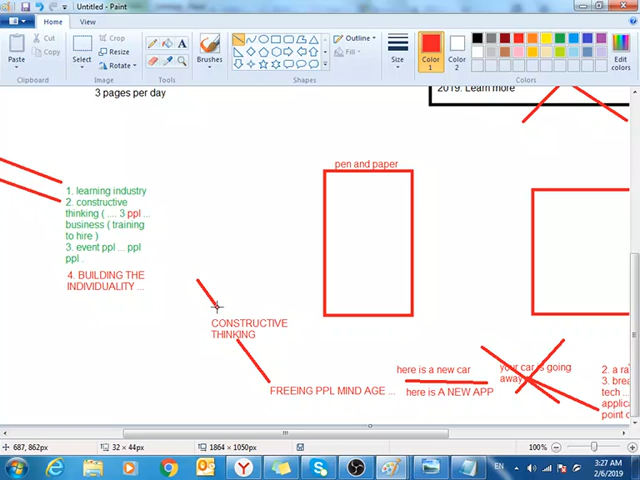 Untitled - Paint
Home
View
Paste
Cut
Copy
Clipboard
Select
Crop
Resize
Rotate
Image
A
Tools
Brushes
Outline
Fill
Shapes
Size
Color
1
Color
2
Colors
Edit
colors
3 pages per day
2019. Learn more
pen and paper
1. learning industry
2. constructive
thinking ( .... 3 ppl ...
business ( training
to hire )
3. event ppl ... ppl
ppl .
4. BUILDING THE
INDIVIDUALITY ...
CONSTRUCTIVE
THINKING
FREEING PPL MIND AGE ...
here is a new car
here is A NEW APP
your car is going
away
2. a ra
3. brea
tech ...
applica
point o
687, 862px
32 × 44px
1864 × 1050px
100%
EN
3:27 AM
2/6/2019